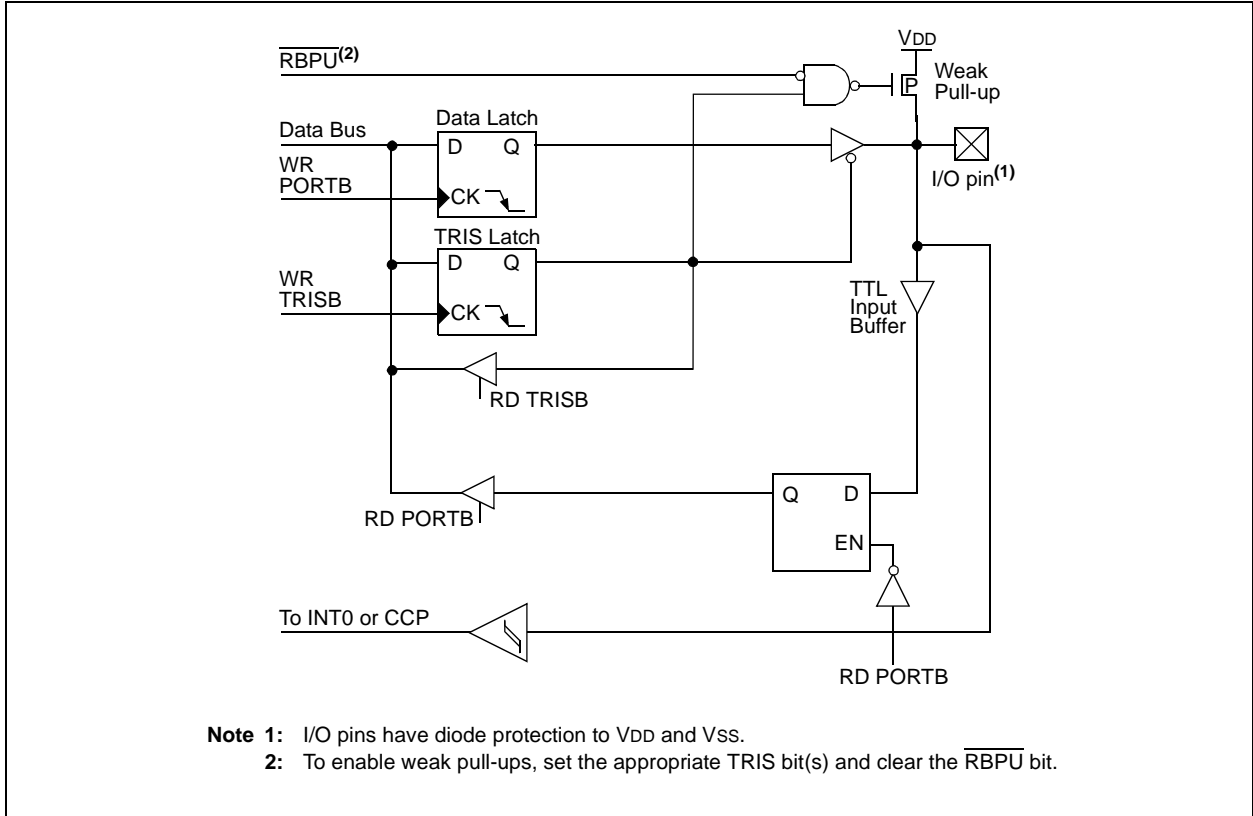 VDD
RBPU(2)
Weak
Pull-up
P
Data Latch
Data Bus
D Q
WR
PORTB
CK
I/O pin(1)
TRIS Latch
D Q
WR
TRISB
CK
TTL
Input
Buffer
RD TRISB
Q D
RD PORTB
EN
To INT0 or CCP
RD PORTB
Note 1: I/O pins have diode protection to VDD and VSS.
2: To enable weak pull-ups, set the appropriate TRIS bit(s) and clear the RBPU bit.